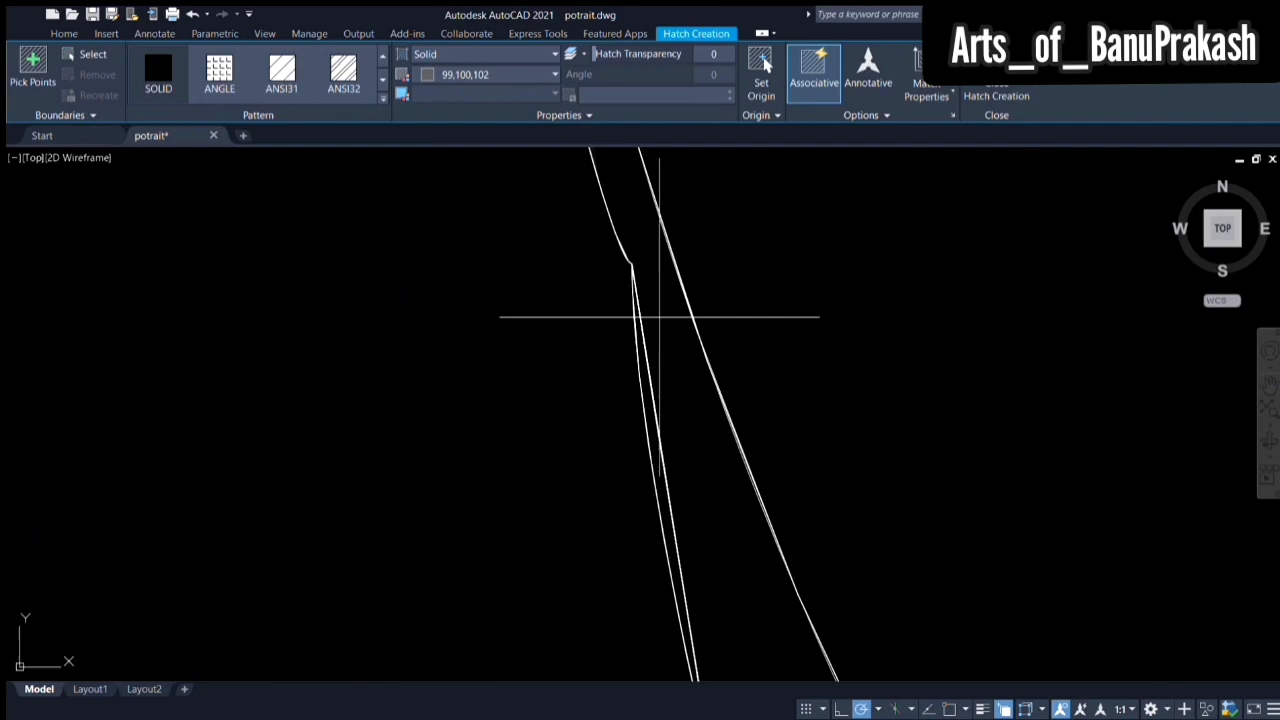 Autodesk AutoCAD 2021 potrait.dwg
Type a keyword or phrase
Arts_of_BanuPrakash
Home Insert Annotate Parametric View Manage Output Add-ins Collaborate Express Tools Featured Apps Hatch Creation
Pick Points
Select
Remove
Recreate
SOLID
ANGLE
ANSI31
ANSI32
Solid
99,100,102
Hatch Transparency 0
Angle 0
Set
Origin
Associative
Annotative
Match
Properties
Hatch Creation
Boundaries Pattern Properties Origin Options Close
Start potrait*
[−][Top][2D Wireframe]
N
W TOP E
S
WCS
Y
X
Model Layout1 Layout2
1:1